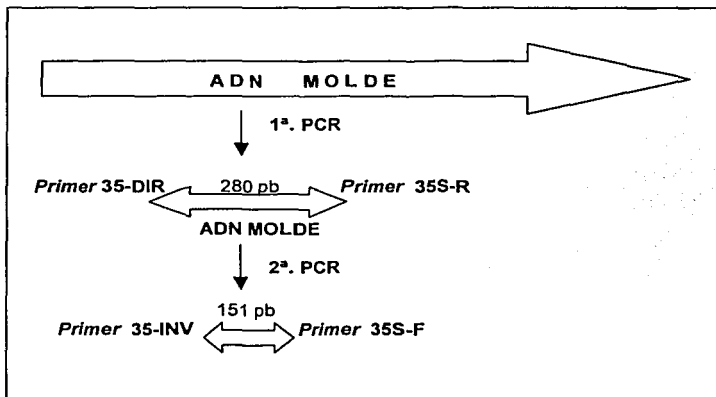 ADN MOLDE
1ª. PCR
Primer 35-DIR 280 pb Primer 35S-R
ADN MOLDE
2ª. PCR
151 pb
Primer 35-INV Primer 35S-F